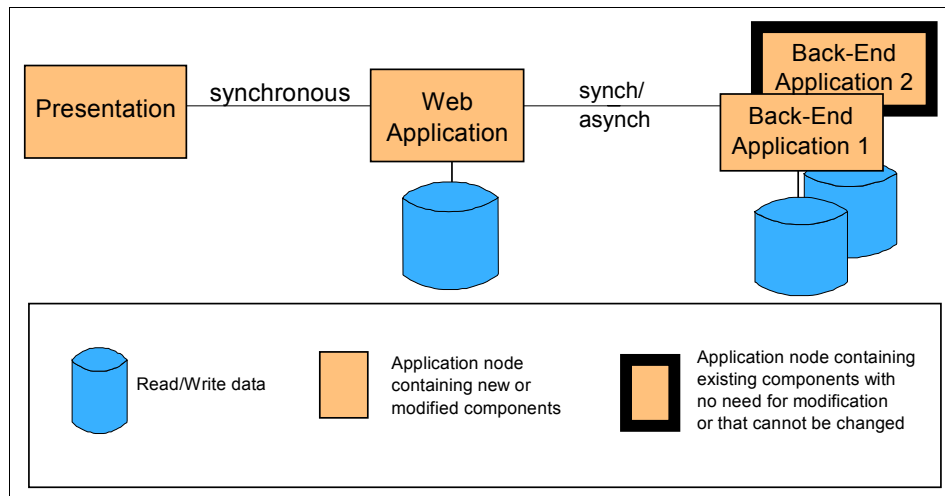 Presentation
synchronous
Web
Application
synch/
asynch
Back-End
Application 2
Back-End
Application 1
Read/Write data
Application node
containing new or
modified components
Application node containing
existing components with
no need for modification
or that cannot be changed